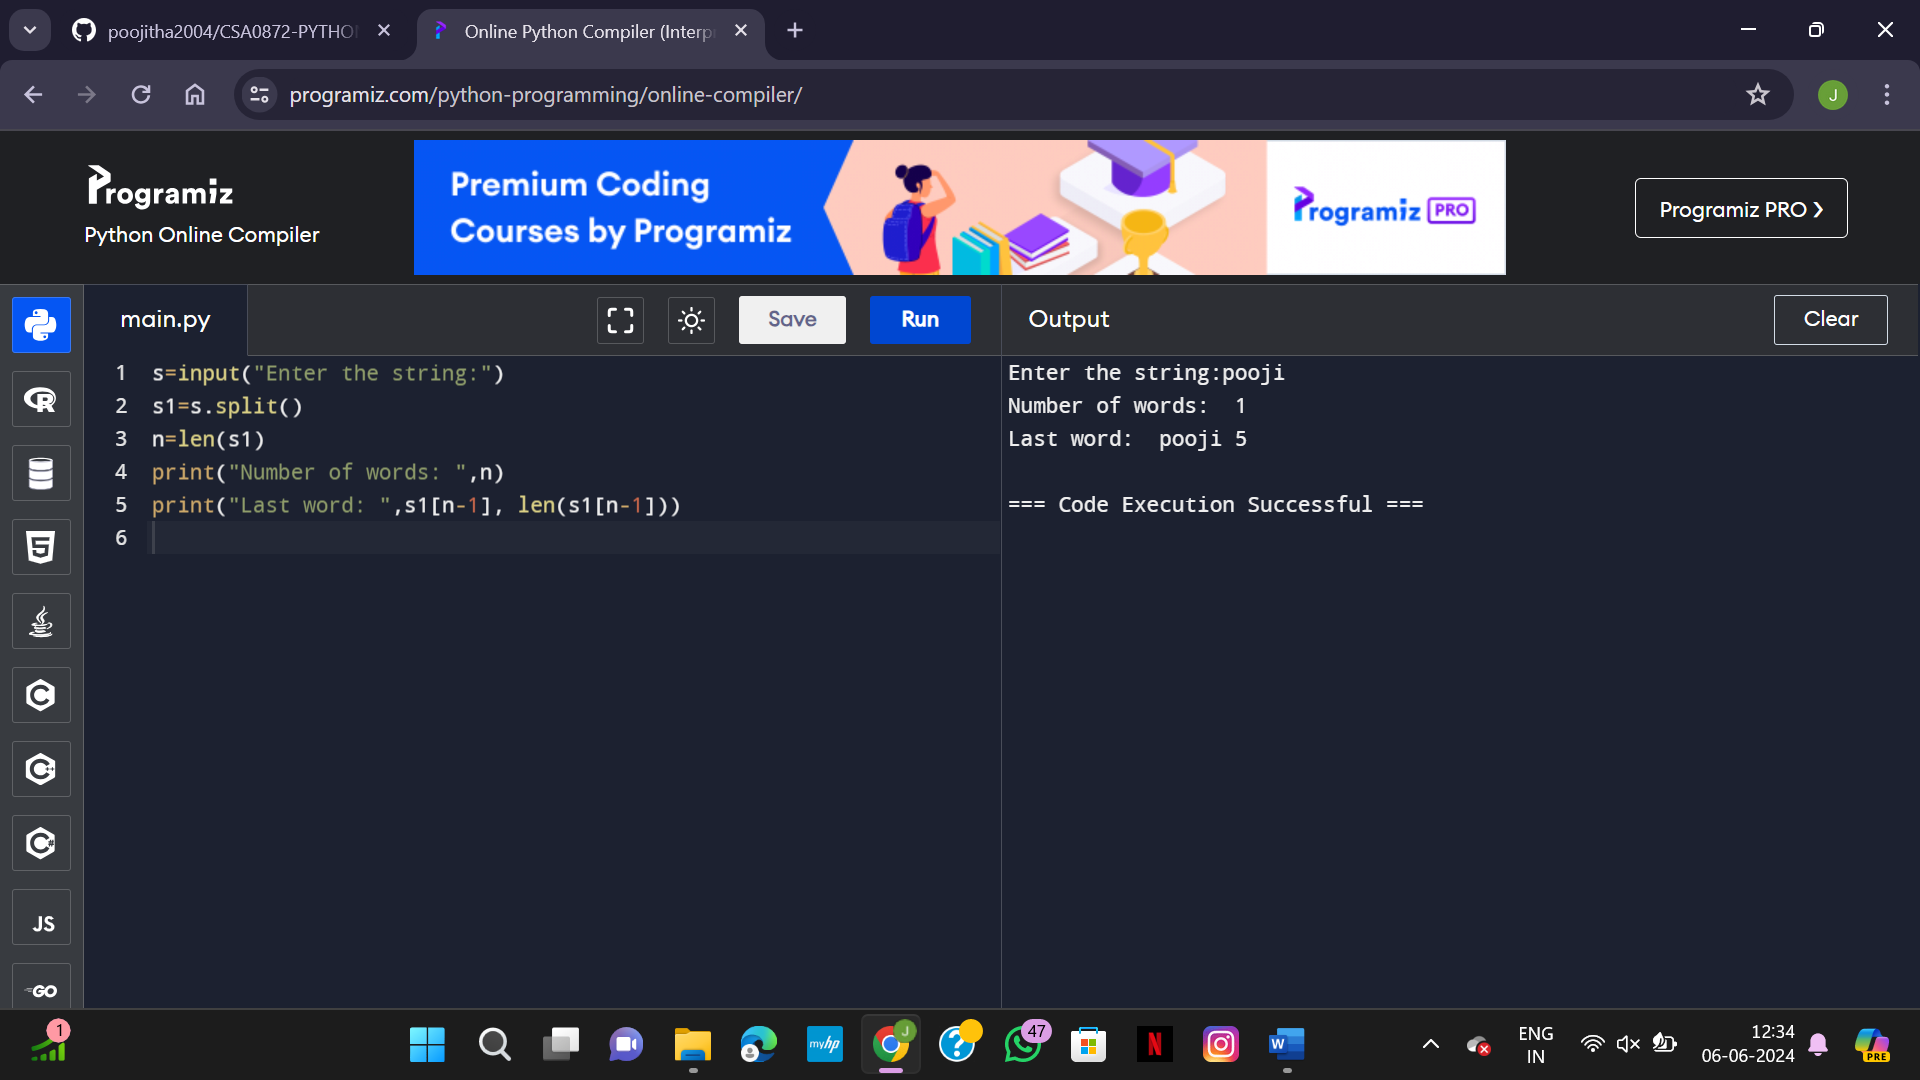 poojitha2004/CSA0872-PYTHO
Online Python Compiler (Interp
programiz.com/python-programming/online-compiler/
J
Programiz
Python Online Compiler
Premium Coding
Courses by Programiz
Programiz PRO
Programiz PRO ❯
main.py
Save
Run
Output
Clear
1 s=input("Enter the string:")
2 s1=s.split()
3 n=len(s1)
4 print("Number of words: ",n)
5 print("Last word: ",s1[n-1], len(s1[n-1]))
6
Enter the string:pooji
Number of words:  1
Last word:  pooji 5
=== Code Execution Successful ===
R
5
C
C++
C#
JS
GO
1
myhp
J
?
47
N
W
ENG
IN
12:34
06-06-2024
PRE